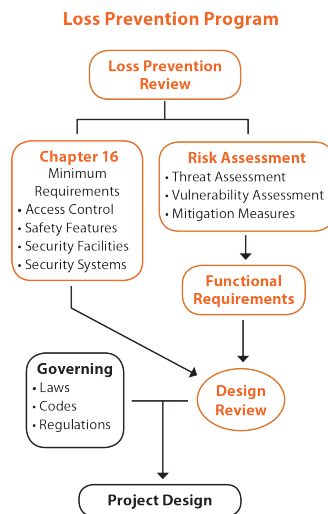 Loss Prevention Program
Loss Prevention
Review
Chapter 16
Minimum
Requirements
• Access Control
• Safety Features
• Security Facilities
• Security Systems
Risk Assessment
• Threat Assessment
• Vulnerability Assessment
• Mitigation Measures
Functional
Requirements
Governing
• Laws
• Codes
• Regulations
Design
Review
Project Design